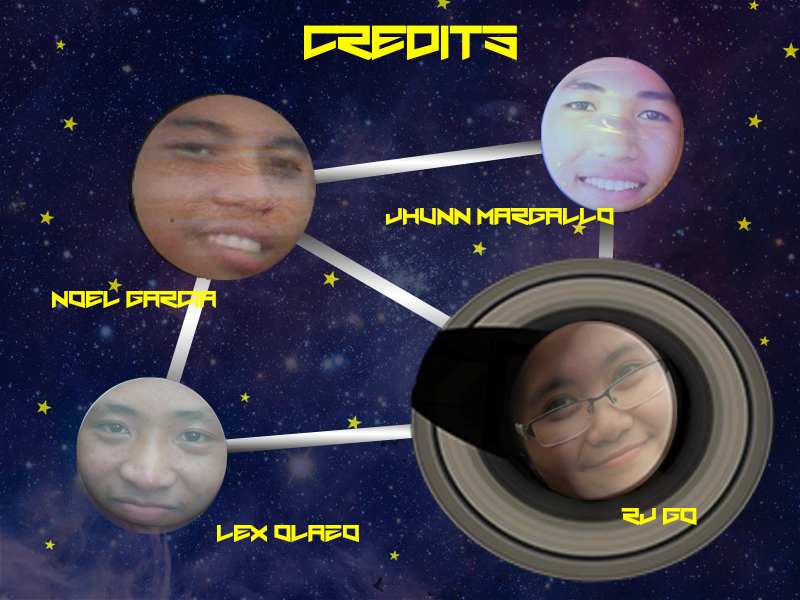 CREDITS
JHUNN MARGALLO
NOEL GARCIA
RJ GO
LEX OLAEO